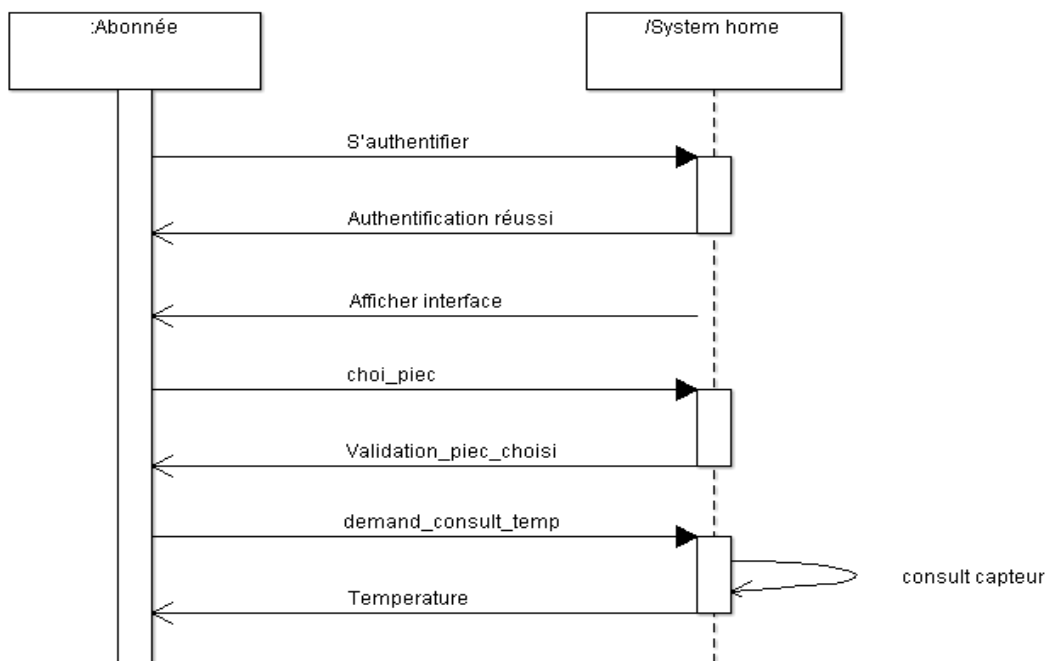 :Abonnée
/System home
S'authentifier
Authentification réussi
Afficher interface
choi_piec
Validation_piec_choisi
demand_consult_temp
consult capteur
Temperature